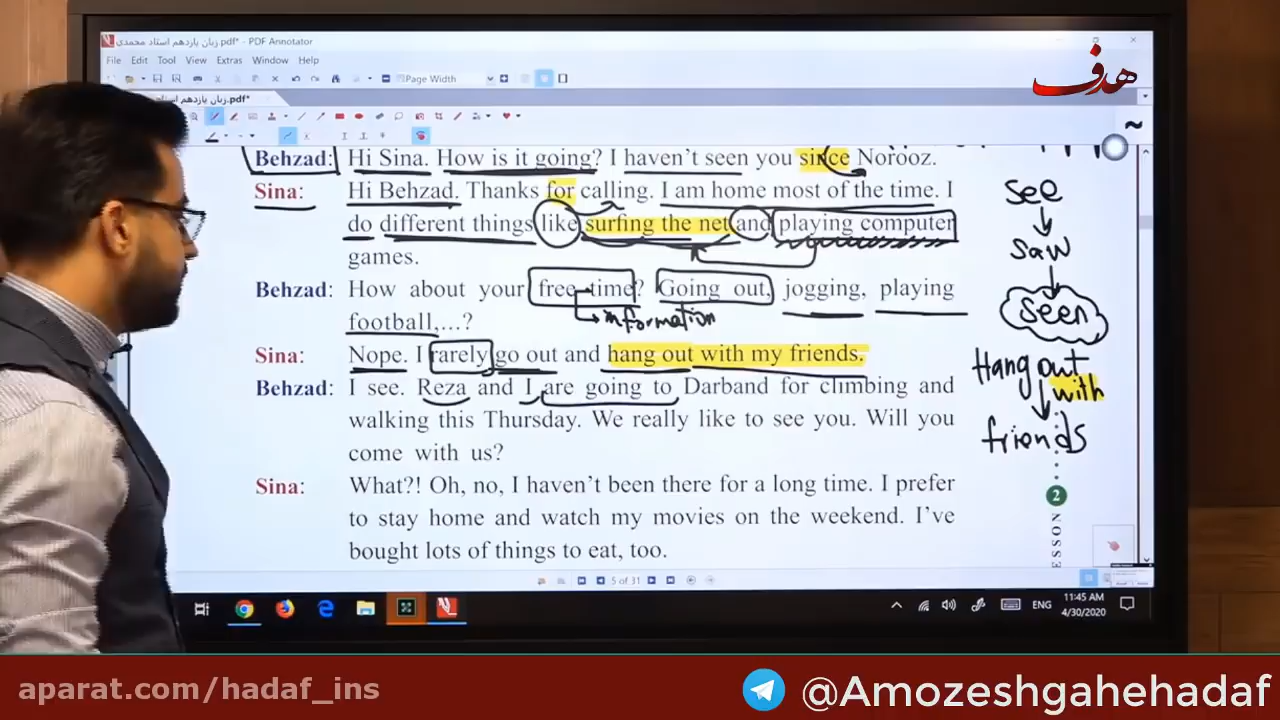 زبان یازدهم استاد محمدی.pdf* - PDF Annotator
هدف
File Edit Tool View Extras Window Help
Page Width
زبان یازدهم استاد.pdf*
Behzad: Hi Sina. How is it going? I haven't seen you since Norooz.
Sina: Hi Behzad. Thanks for calling. I am home most of the time. I
do different things like surfing the net and playing computer
games.
Behzad: How about your free time? Going out, jogging, playing
football,...?
information
Sina: Nope. I rarely go out and hang out with my friends.
Behzad: I see. Reza and I are going to Darband for climbing and
walking this Thursday. We really like to see you. Will you
come with us?
Sina: What?! Oh, no, I haven't been there for a long time. I prefer
to stay home and watch my movies on the weekend. I've
bought lots of things to eat, too.
see
saw
seen
Hang out
with
friends
2
ESSON
5 of 31
ENG
11:45 AM
4/30/2020
aparat.com/hadaf_ins
@Amozeshgahehadaf